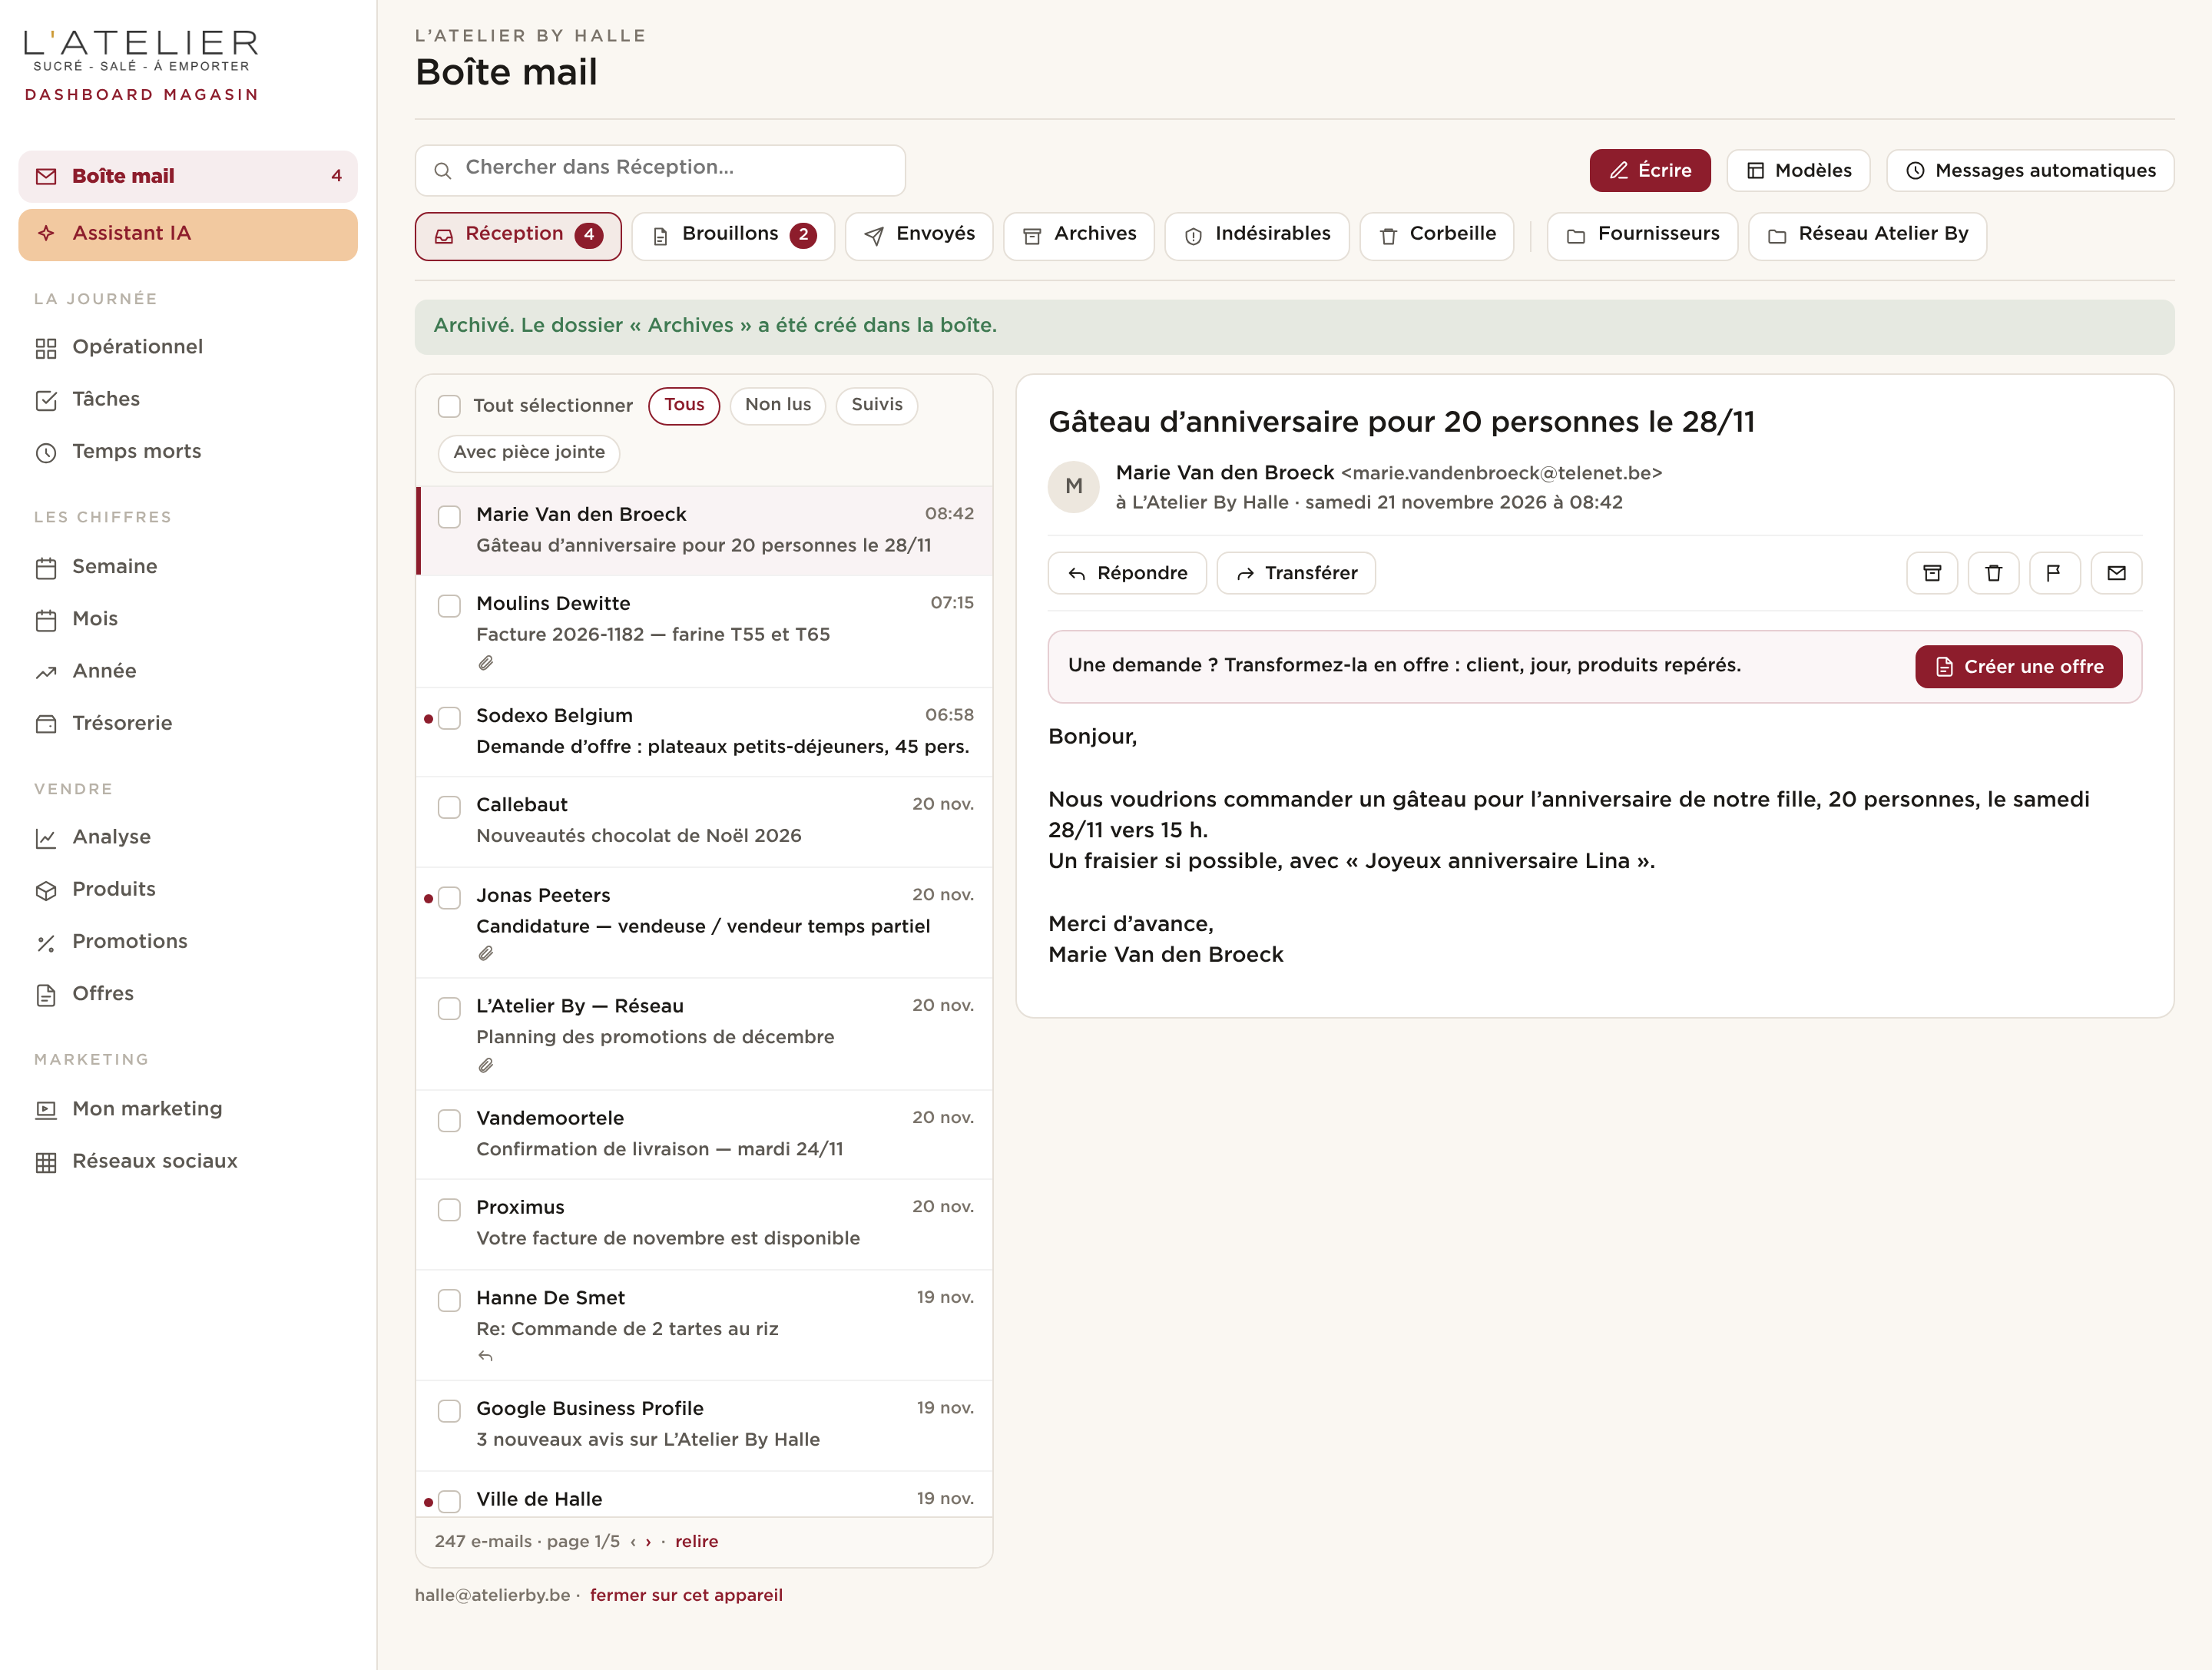 L'ATELIER
SUCRÉ - SALÉ - Á EMPORTER
DASHBOARD MAGASIN
Boîte mail 4
Assistant IA
LA JOURNÉE
Opérationnel
Tâches
Temps morts
LES CHIFFRES
Semaine
Mois
Année
Trésorerie
VENDRE
Analyse
Produits
Promotions
Offres
MARKETING
Mon marketing
Réseaux sociaux
L’ATELIER BY HALLE
Boîte mail
Chercher dans Réception...
Écrire
Modèles
Messages automatiques
Réception 4
Brouillons 2
Envoyés
Archives
Indésirables
Corbeille
Fournisseurs
Réseau Atelier By
Archivé. Le dossier « Archives » a été créé dans la boîte.
Tout sélectionner
Tous
Non lus
Suivis
Avec pièce jointe
Marie Van den Broeck 08:42
Gâteau d’anniversaire pour 20 personnes le 28/11
Moulins Dewitte 07:15
Facture 2026-1182 — farine T55 et T65
Sodexo Belgium 06:58
Demande d’offre : plateaux petits-déjeuners, 45 pers.
Callebaut 20 nov.
Nouveautés chocolat de Noël 2026
Jonas Peeters 20 nov.
Candidature — vendeuse / vendeur temps partiel
L’Atelier By — Réseau 20 nov.
Planning des promotions de décembre
Vandemoortele 20 nov.
Confirmation de livraison — mardi 24/11
Proximus 20 nov.
Votre facture de novembre est disponible
Hanne De Smet 19 nov.
Re: Commande de 2 tartes au riz
Google Business Profile 19 nov.
3 nouveaux avis sur L’Atelier By Halle
Ville de Halle 19 nov.
247 e-mails · page 1/5 ‹ › · relire
halle@atelierby.be · fermer sur cet appareil
Gâteau d’anniversaire pour 20 personnes le 28/11
M
Marie Van den Broeck <marie.vandenbroeck@telenet.be>
à L’Atelier By Halle · samedi 21 novembre 2026 à 08:42
Répondre
Transférer
Une demande ? Transformez-la en offre : client, jour, produits repérés.
Créer une offre
Bonjour,
Nous voudrions commander un gâteau pour l’anniversaire de notre fille, 20 personnes, le samedi
28/11 vers 15 h.
Un fraisier si possible, avec « Joyeux anniversaire Lina ».
Merci d’avance,
Marie Van den Broeck